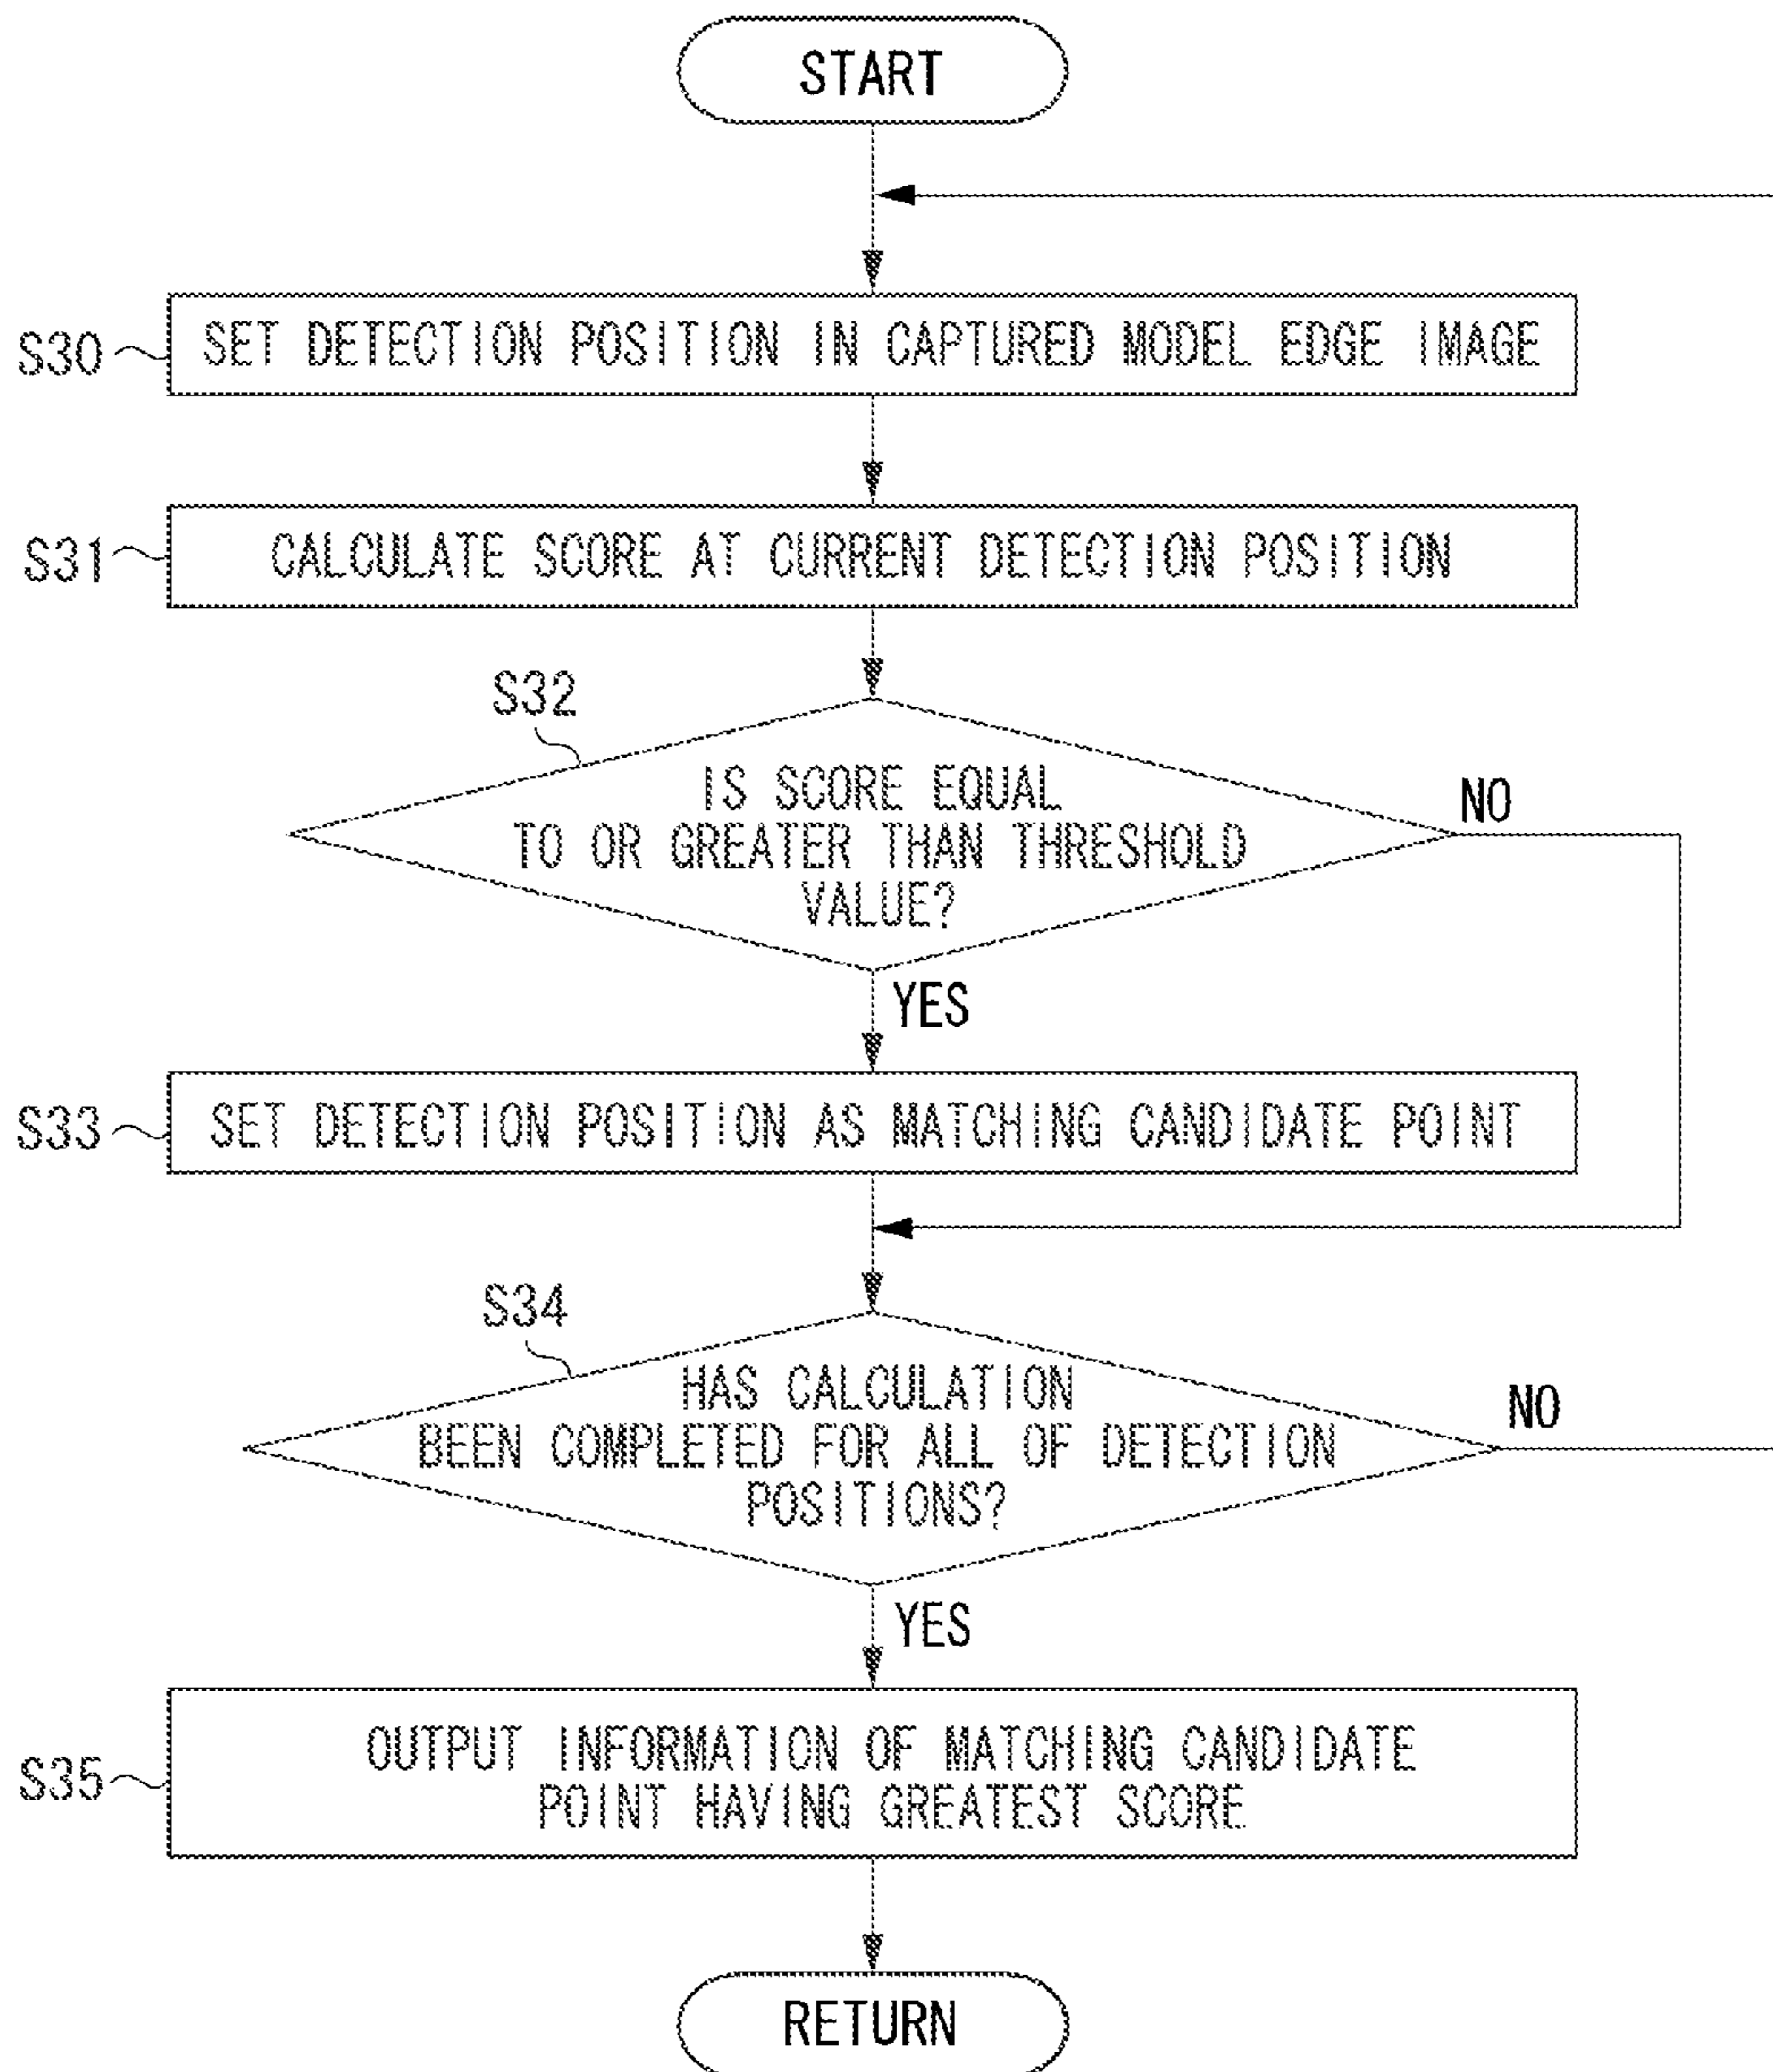 START
S30
SET DETECTION POSITION IN CAPTURED MODEL EDGE IMAGE
S31
CALCULATE SCORE AT CURRENT DETECTION POSITION
S32
IS SCORE EQUAL
TO OR GREATER THAN THRESHOLD
VALUE?
NO
YES
S33
SET DETECTION POSITION AS MATCHING CANDIDATE POINT
S34
HAS CALCULATION
BEEN COMPLETED FOR ALL OF DETECTION
POSITIONS?
NO
YES
S35
OUTPUT INFORMATION OF MATCHING CANDIDATE
POINT HAVING GREATEST SCORE
RETURN